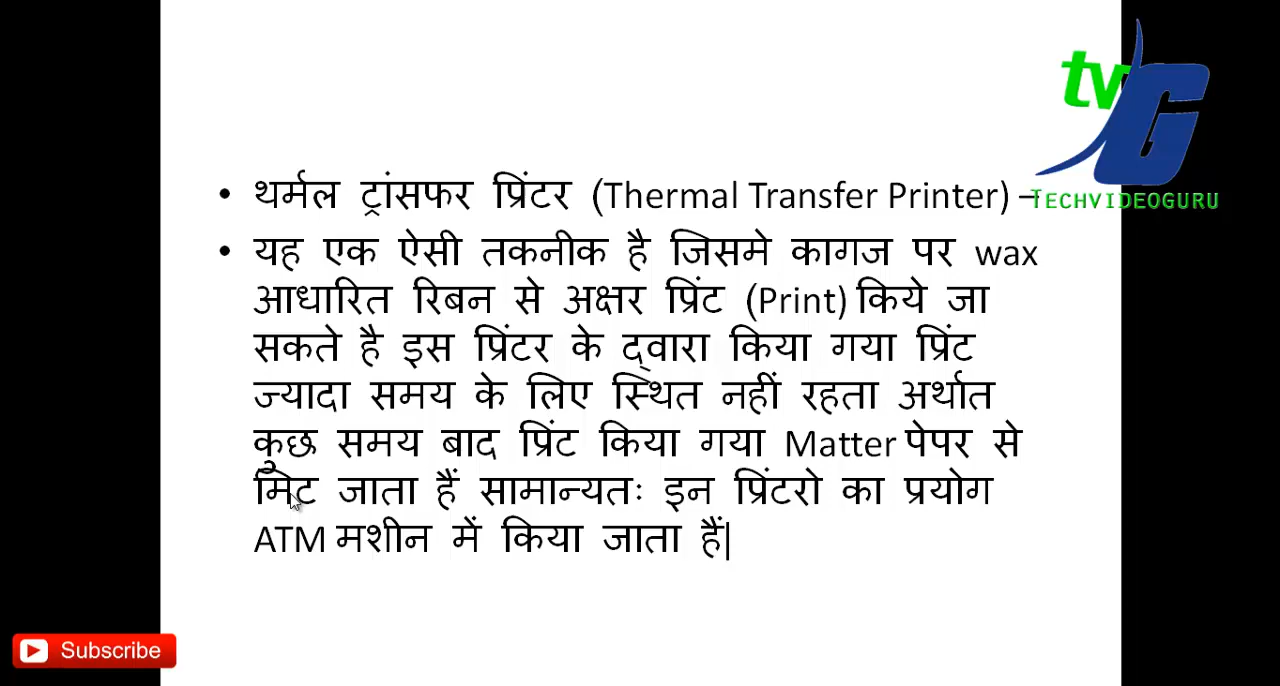 tvG
TECHVIDEOGURU
• थर्मल ट्रांसफर प्रिंटर (Thermal Transfer Printer) –
• यह एक ऐसी तकनीक है जिसमे कागज पर wax
आधारित रिबन से अक्षर प्रिंट (Print) किये जा
सकते है इस प्रिंटर के द्वारा किया गया प्रिंट
ज्यादा समय के लिए स्थित नहीं रहता अर्थात
कुछ समय बाद प्रिंट किया गया Matter पेपर से
मिट जाता हैं सामान्यतः इन प्रिंटरो का प्रयोग
ATM मशीन में किया जाता हैं|
Subscribe